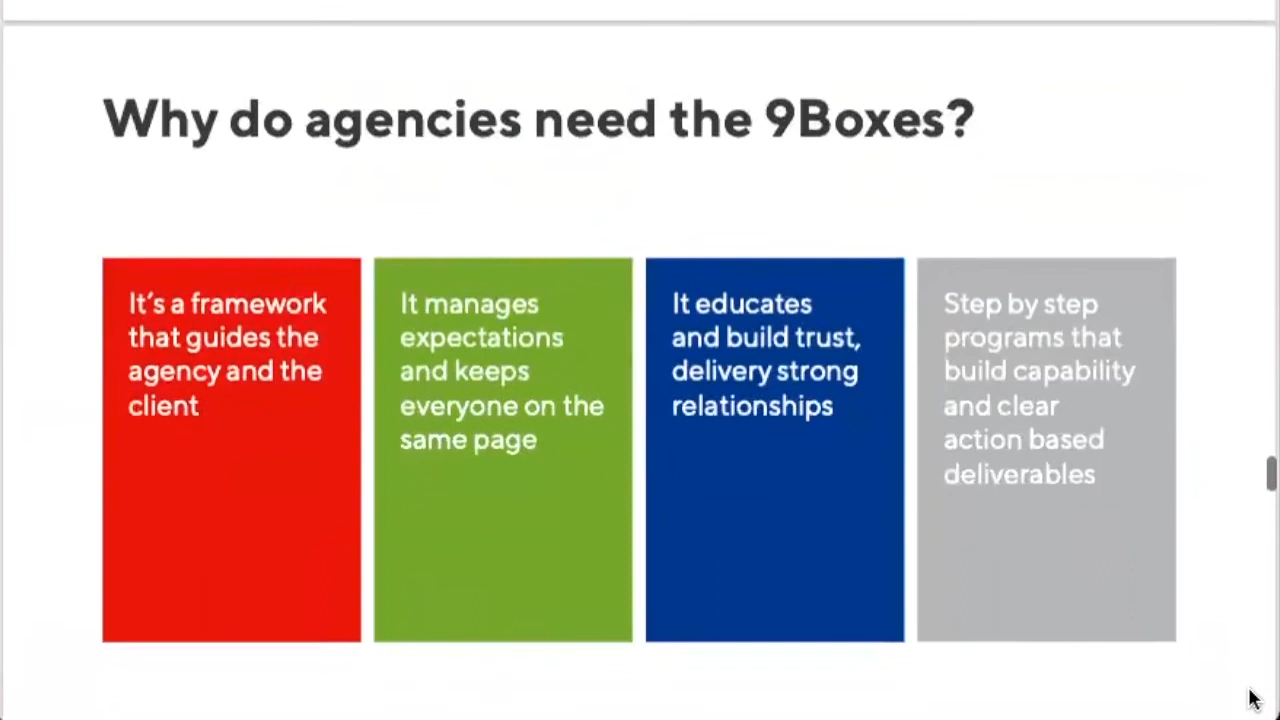 Why do agencies need the 9Boxes?
It's a framework
that guides the
agency and the
client
It manages
expectations
and keeps
everyone on the
same page
It educates
and build trust,
delivery strong
relationships
Step by step
programs that
build capability
and clear
action based
deliverables